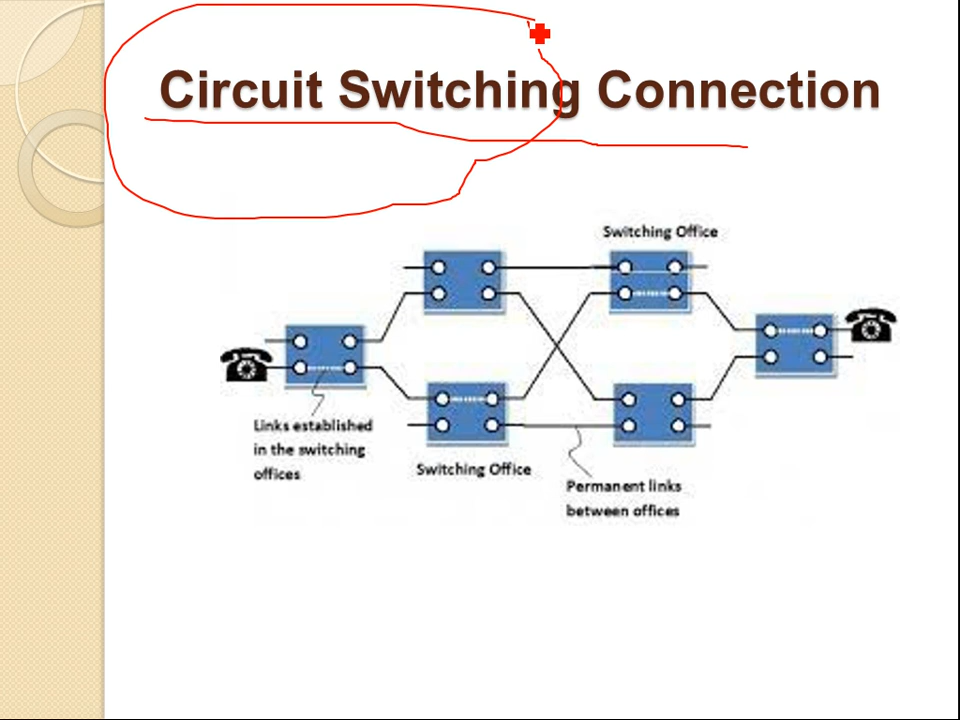 Circuit Switching Connection
Switching Office
Links established
in the switching
offices
Switching Office
Permanent links
between offices